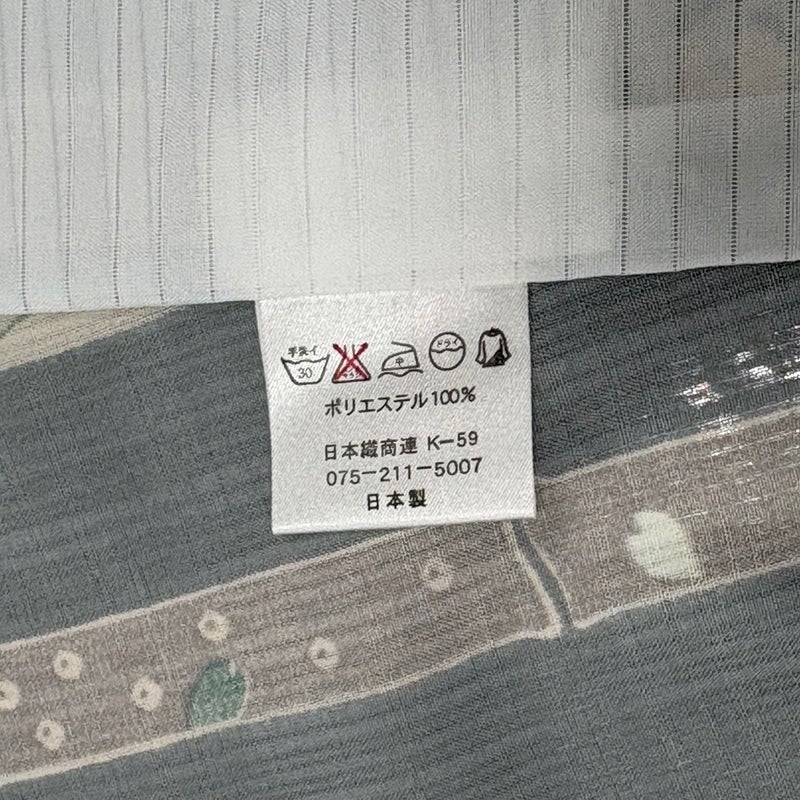 手洗イ 30 中 ドライ
ポリエステル100%
日本織商連 K-59
075-211-5007
日本製